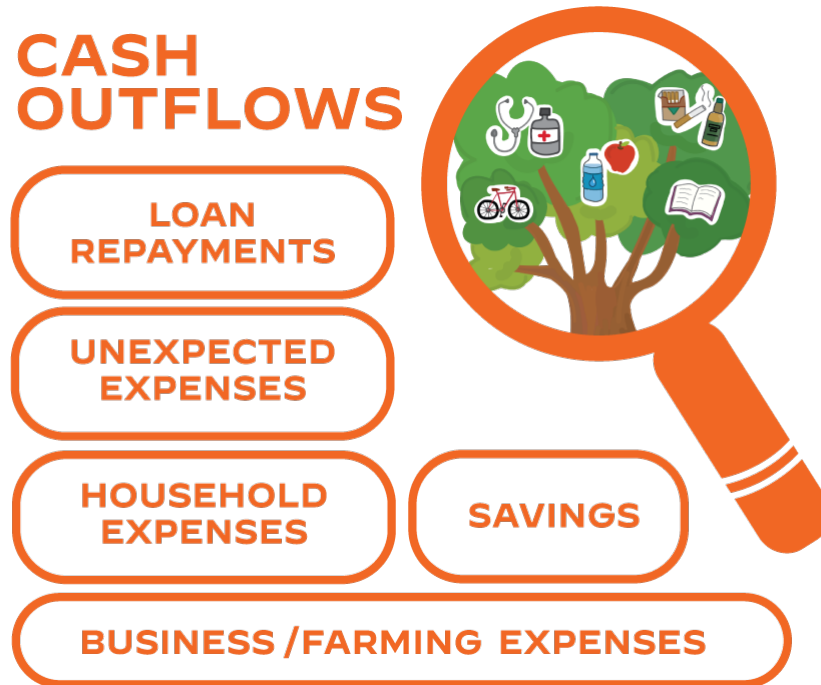 CASH
OUTFLOWS
LOAN
REPAYMENTS
UNEXPECTED
EXPENSES
HOUSEHOLD
EXPENSES
SAVINGS
BUSINESS /FARMING EXPENSES